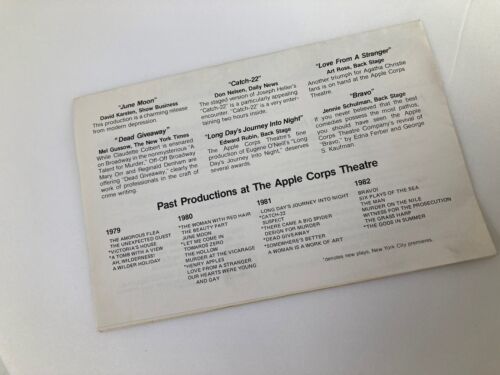 "June Moon"
David Karsten, Show Business
This production is a charming release
from modern depression.
"Dead Giveaway"
Mel Gussow, The New York Times
While Claudette Colbert is ensnared
on Broadway in the nonmysterious "A
Talent for Murder," Off-Off Broadway
Mary Orr and Reginald Denham are
offering "Dead Giveaway," clearly the
work of professionals in the craft of
crime writing.
"Catch-22"
Don Nelsen, Daily News
The staged version of Joseph Heller's
"Catch-22" is a particularly appealing
"Catch-22" is a very enter-
taining two hours inside.
"Long Day's Journey Into Night"
Edward Rubin, Back Stage
The Apple Corps Theatre's fine
production of Eugene O'Neill's "Long
Day's Journey Into Night," deserves
several awards.
"Love From A Stranger"
Art Ross, Back Stage
Another triumph for Agatha Christie
fans is on hand at the Apple Corps
Theatre.
"Bravo"
Jennie Schulman, Back Stage
If you never believed that the best
comedies possess the most pathos,
you should have seen the Apple
Corps Theatre Company's revival of
"Bravo," by Edna Ferber and George
S. Kaufman.
Past Productions at The Apple Corps Theatre
1979
THE AMOROUS FLEA
THE UNEXPECTED GUEST
*VICTORIA'S HOUSE
*A TOMB WITH A VIEW
AH, WILDERNESS!
A WILDER HOLIDAY
1980
*THE WOMAN WITH RED HAIR
THE BEAUTY PART
JUNE MOON
*LET ME COME IN
TOWARDS ZERO
THE HOLLOW
MURDER AT THE VICARAGE
*HENRY APPLES
LOVE FROM A STRANGER
OUR HEARTS WERE YOUNG
AND GAY
1981
LONG DAY'S JOURNEY INTO NIGHT
*CATCH-22
SUSPECT
*THERE CAME A BIG SPIDER
DESIGN FOR MURDER
*DEAD GIVEAWAY
*SOMEWHERE'S BETTER
A WOMAN IS A WORK OF ART
1982
BRAVO!
SIX PLAYS OF THE SEA
THE MAN
MURDER ON THE NILE
WITNESS FOR THE PROSECUTION
THE GRASS HARP
*THE GODS IN SUMMER
*denotes new plays, New York City premieres.